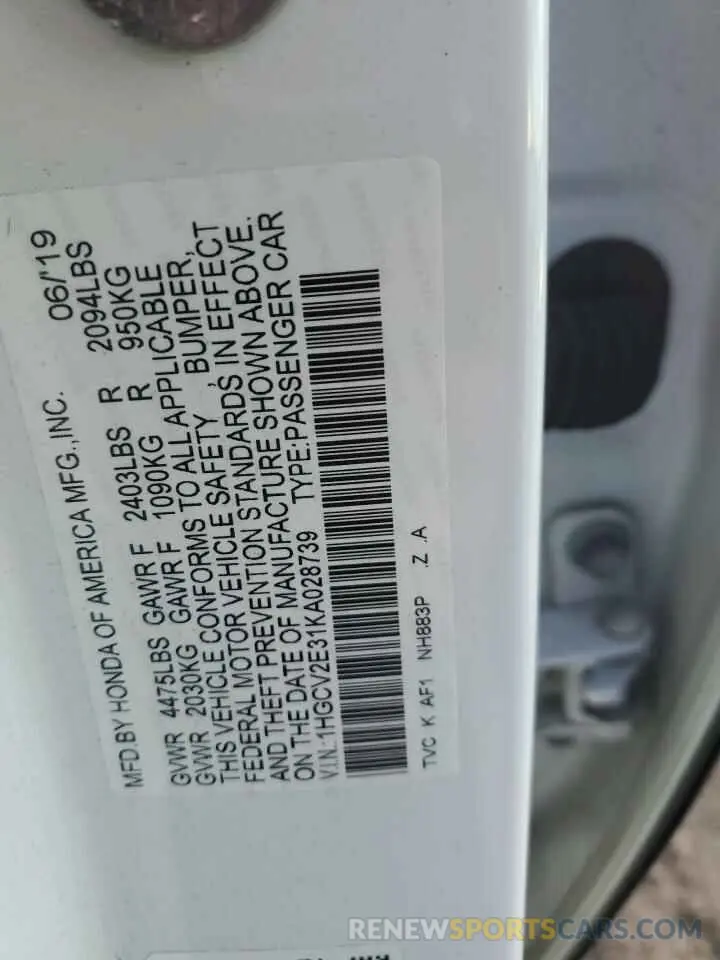 MFD.BY HONDA OF AMERICA MFG.,INC. 06/'19
GVWR 4475LBS GAWR F 2403LBS R 2094LBS
GVWR 2030KG GAWR F 1090KG R 950KG
THIS VEHICLE CONFORMS TO ALL APPLICABLE
FEDERAL MOTOR VEHICLE SAFETY , BUMPER,
AND THEFT PREVENTION STANDARDS IN EFFECT
ON THE DATE OF MANUFACTURE SHOWN ABOVE.
V.I.N.:1HGCV2E31KA028739 TYPE:PASSENGER CAR
TVC K AF1 NH883P .Z .A
RENEWSPORTSCARS.COM